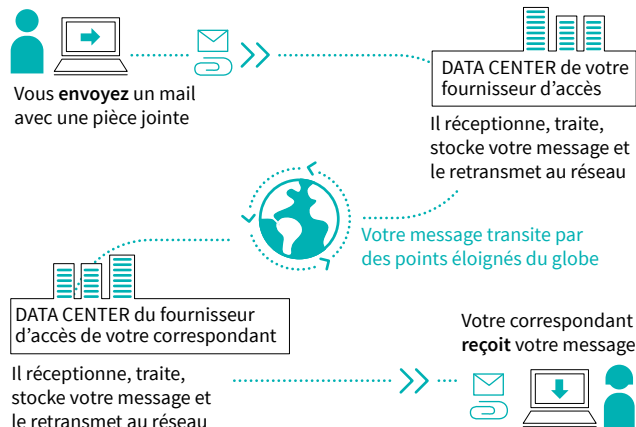 Vous envoyez un mail
avec une pièce jointe
DATA CENTER de votre
fournisseur d'accès
Il réceptionne, traite,
stocke votre message et
le retransmet au réseau
Votre message transite par
des points éloignés du globe
DATA CENTER du fournisseur
d'accès de votre correspondant
Il réceptionne, traite,
stocke votre message et
le retransmet au réseau
Votre correspondant
reçoit votre message